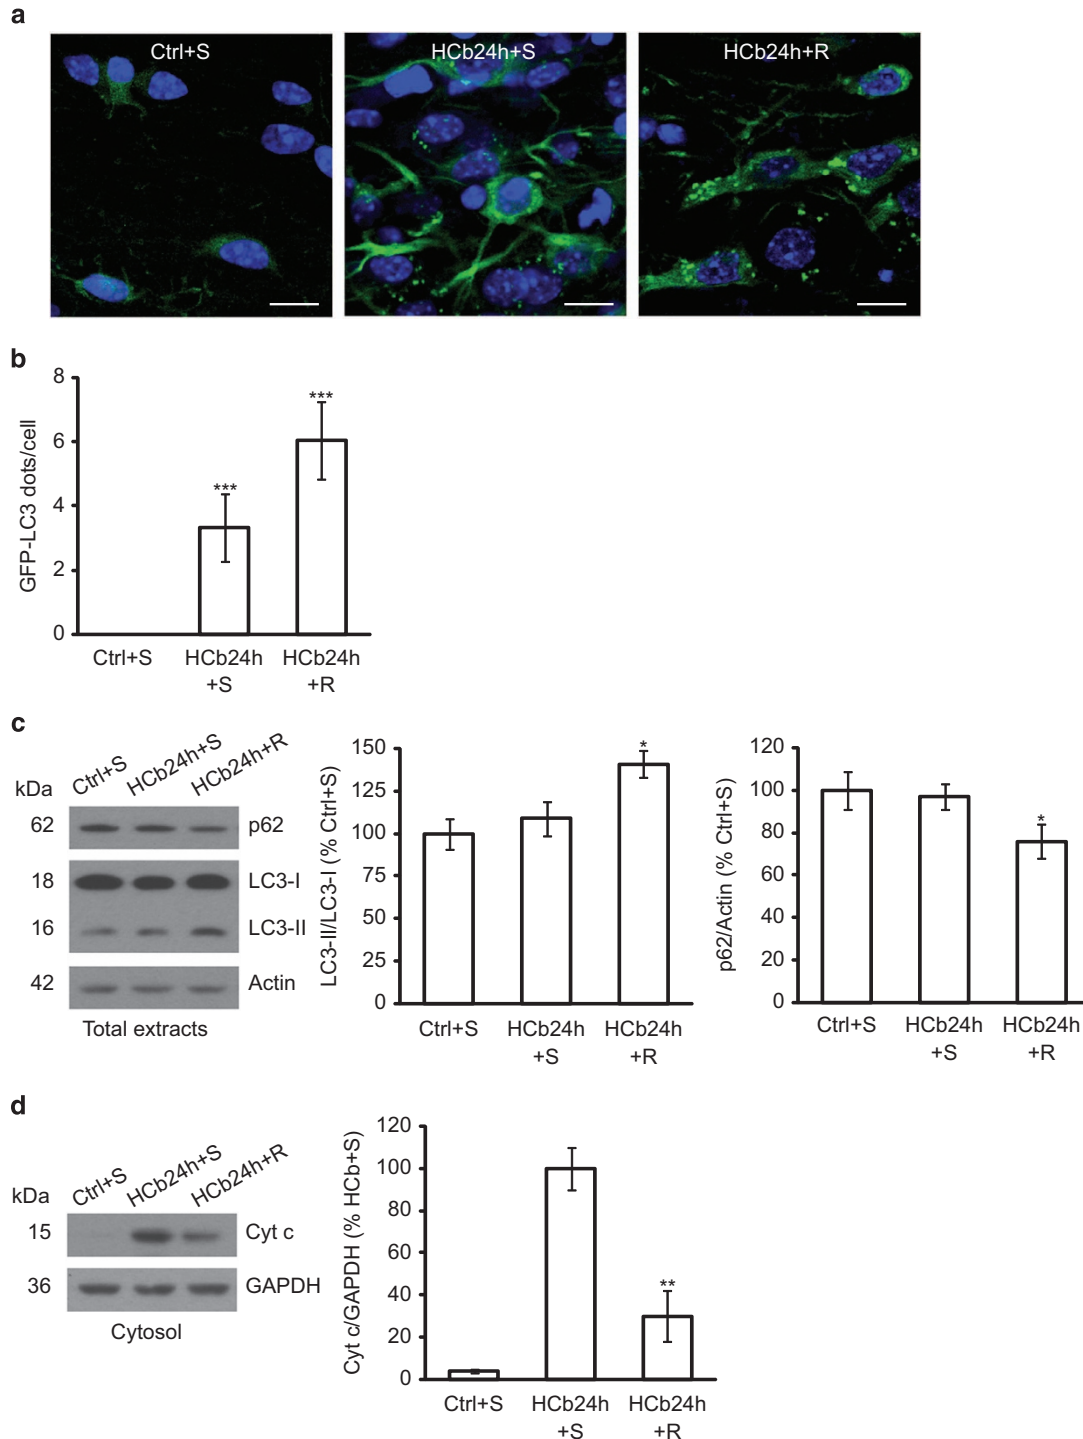 a
Ctrl+S
HCb24h+S
HCb24h+R
b
GFP-LC3 dots/cell
8
6
4
2
0
***
***
Ctrl+S
HCb24h
+S
HCb24h
+R
c
kDa
Ctrl+S
HCb24h+S
HCb24h+R
62
p62
18
LC3-I
16
LC3-II
42
Actin
Total extracts
LC3-II/LC3-I (% Ctrl+S)
150
125
100
75
50
25
0
*
Ctrl+S
HCb24h
+S
HCb24h
+R
p62/Actin (% Ctrl+S)
120
100
80
60
40
20
0
*
Ctrl+S
HCb24h
+S
HCb24h
+R
d
kDa
Ctrl+S
HCb24h+S
HCb24h+R
15
Cyt c
36
GAPDH
Cytosol
Cyt c/GAPDH (% HCb+S)
120
100
80
60
40
20
0
**
Ctrl+S
HCb24h
+S
HCb24h
+R